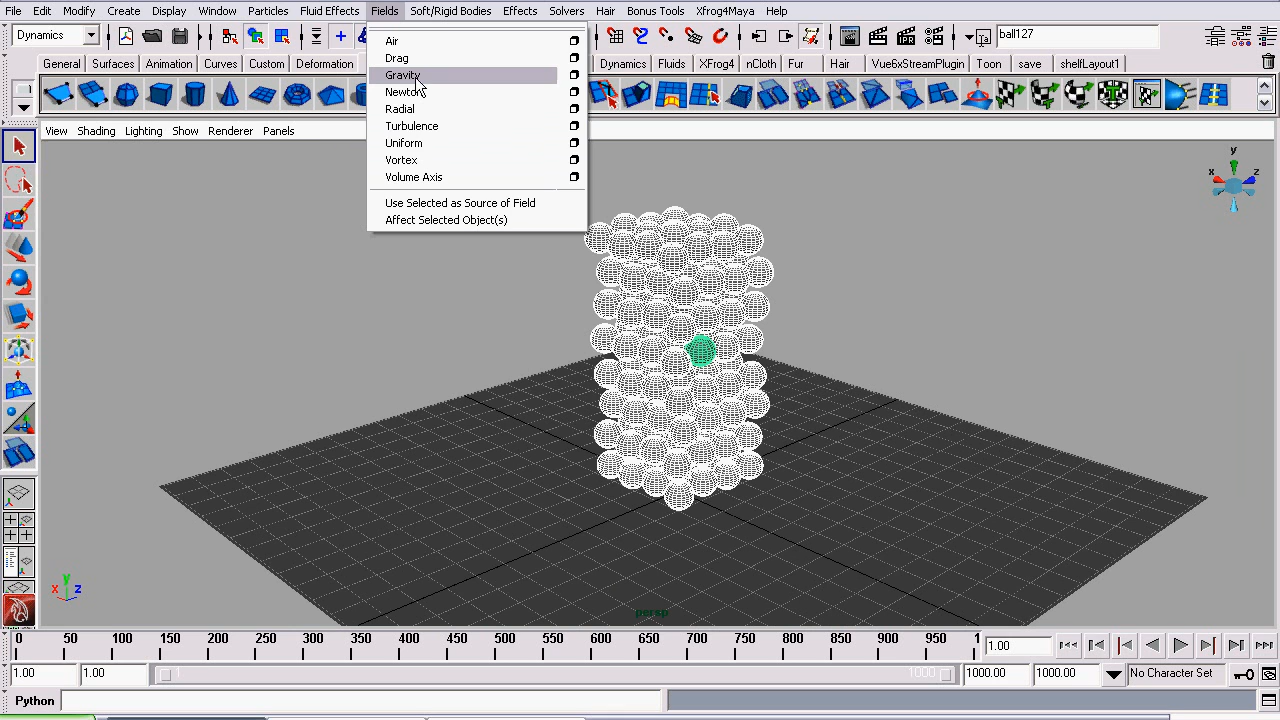 File Edit Modify Create Display Window Particles Fluid Effects Fields Soft/Rigid Bodies Effects Solvers Hair Bonus Tools Xfrog4Maya Help
Dynamics
ball127
General Surfaces Animation Curves Custom Deformation Dynamics Fluids XFrog4 nCloth Fur Hair Vue6xStreamPlugin Toon save shelfLayout1
Air
Drag
Gravity
Newton
Radial
Turbulence
Uniform
Vortex
Volume Axis
Use Selected as Source of Field
Affect Selected Object(s)
View Shading Lighting Show Renderer Panels
y
x
z
persp
y
x
z
0 50 100 150 200 250 300 350 400 450 500 550 600 650 700 750 800 850 900 950 1
1.00
1.00 1.00 1 1000 1000.00 1000.00 No Character Set
Python